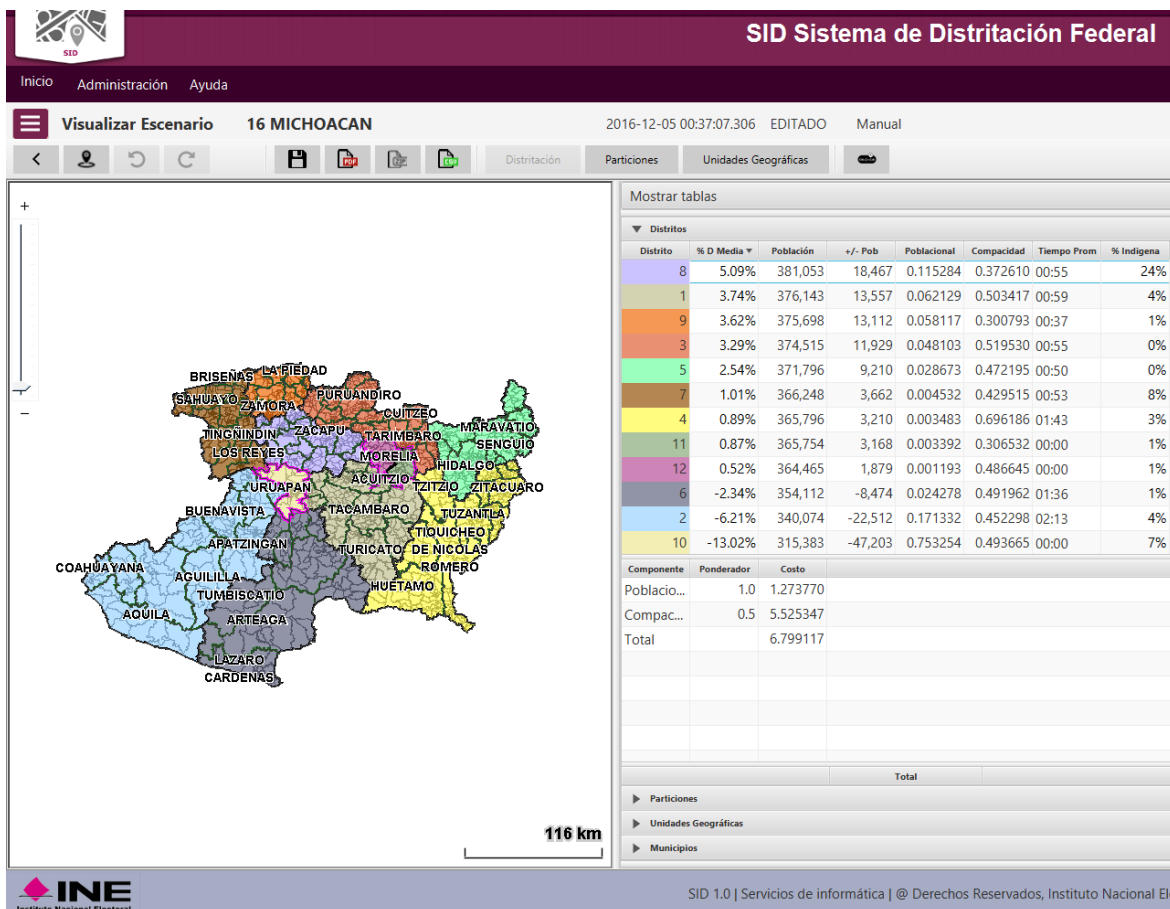 SID
SID Sistema de Distritación Federal
Inicio Administración Ayuda
Visualizar Escenario 16 MICHOACAN 2016-12-05 00:37:07.306 EDITADO Manual
Distritación Particiones Unidades Geográficas
+
−
BRISEÑAS LA PIEDAD
SAHUAYO ZAMORA PURUANDIRO
CUITZEO
TINGÑINDIN ZACAPU TARIMBARO MARAVATIO
LOS REYES MORELIA SENGUIO
HIDALGO
URUAPAN ACUITZIO TZITZIO ZITACUARO
BUENAVISTA TACAMBARO TUZANTLA
TIQUICHEO
APATZINGAN TURICATO DE NICOLAS
COAHUAYANA AGUILILLA ROMERO
TUMBISCATIO HUETAMO
AQUILA ARTEAGA
LAZARO
CARDENAS
116 km
Mostrar tablas
Distritos
Distrito % D Media Población +/- Pob Poblacional Compacidad Tiempo Prom % Indigena
8 5.09% 381,053 18,467 0.115284 0.372610 00:55 24%
1 3.74% 376,143 13,557 0.062129 0.503417 00:59 4%
9 3.62% 375,698 13,112 0.058117 0.300793 00:37 1%
3 3.29% 374,515 11,929 0.048103 0.519530 00:55 0%
5 2.54% 371,796 9,210 0.028673 0.472195 00:50 0%
7 1.01% 366,248 3,662 0.004532 0.429515 00:53 8%
4 0.89% 365,796 3,210 0.003483 0.696186 01:43 3%
11 0.87% 365,754 3,168 0.003392 0.306532 00:00 1%
12 0.52% 364,465 1,879 0.001193 0.486645 00:00 1%
6 -2.34% 354,112 -8,474 0.024278 0.491962 01:36 1%
2 -6.21% 340,074 -22,512 0.171332 0.452298 02:13 4%
10 -13.02% 315,383 -47,203 0.753254 0.493665 00:00 7%
Componente Ponderador Costo
Poblacio... 1.0 1.273770
Compac... 0.5 5.525347
Total 6.799117
Total
Particiones
Unidades Geográficas
Municipios
INE
Instituto Nacional Electoral
SID 1.0 | Servicios de informática | @ Derechos Reservados, Instituto Nacional El